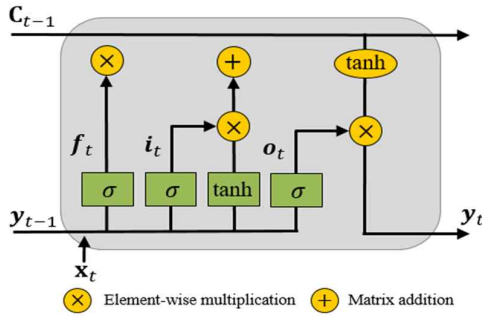 C_{t-1}
× + tanh
f_t i_t × o_t ×
σ σ tanh σ
y_{t-1} y_t
x_t
× Element-wise multiplication + Matrix addition